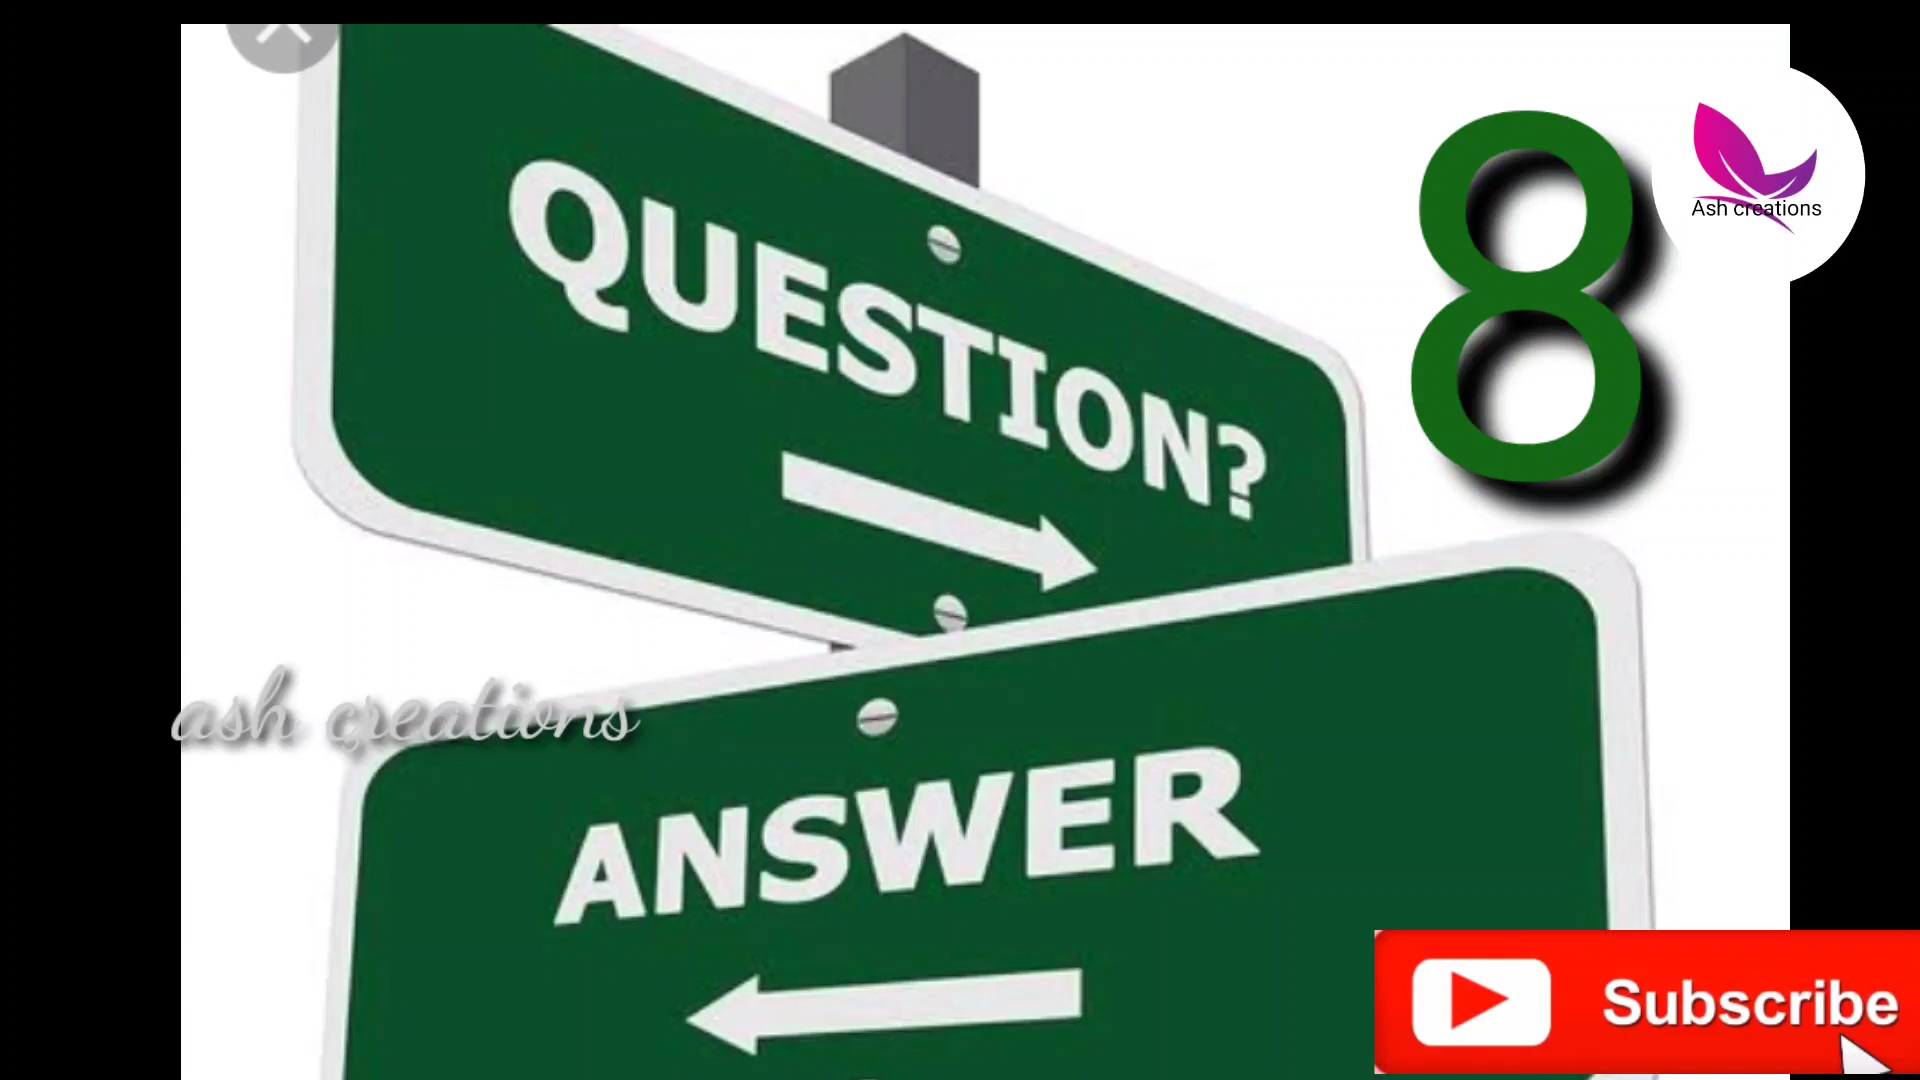 QUESTION?
8
Ash creations
ash creations
ANSWER
Subscribe